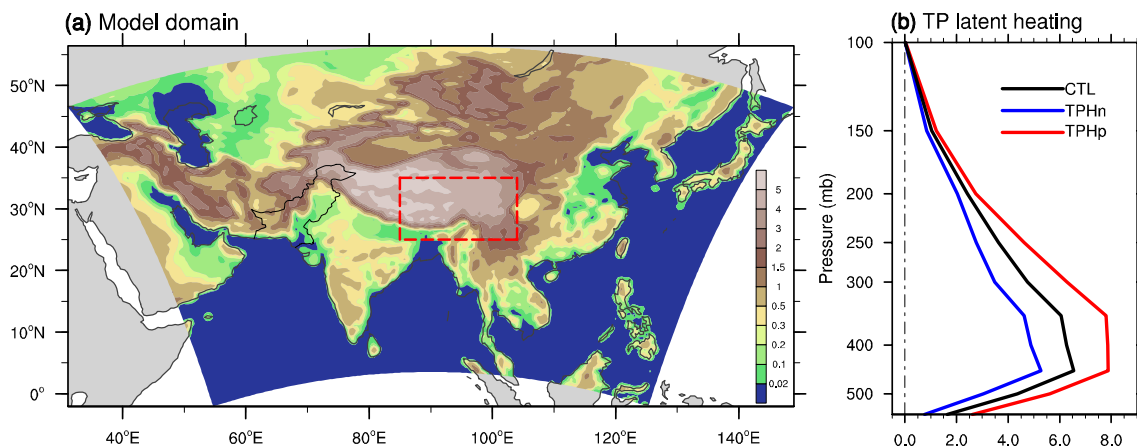 (a) Model domain
50°N
40°N
30°N
20°N
10°N
0°
40°E
60°E
80°E
100°E
120°E
140°E
5
4
3
2
1.5
1
0.5
0.3
0.2
0.1
0.02
(b) TP latent heating
Pressure (mb)
100
150
200
250
300
400
500
CTL
TPHn
TPHp
0.0
2.0
4.0
6.0
8.0